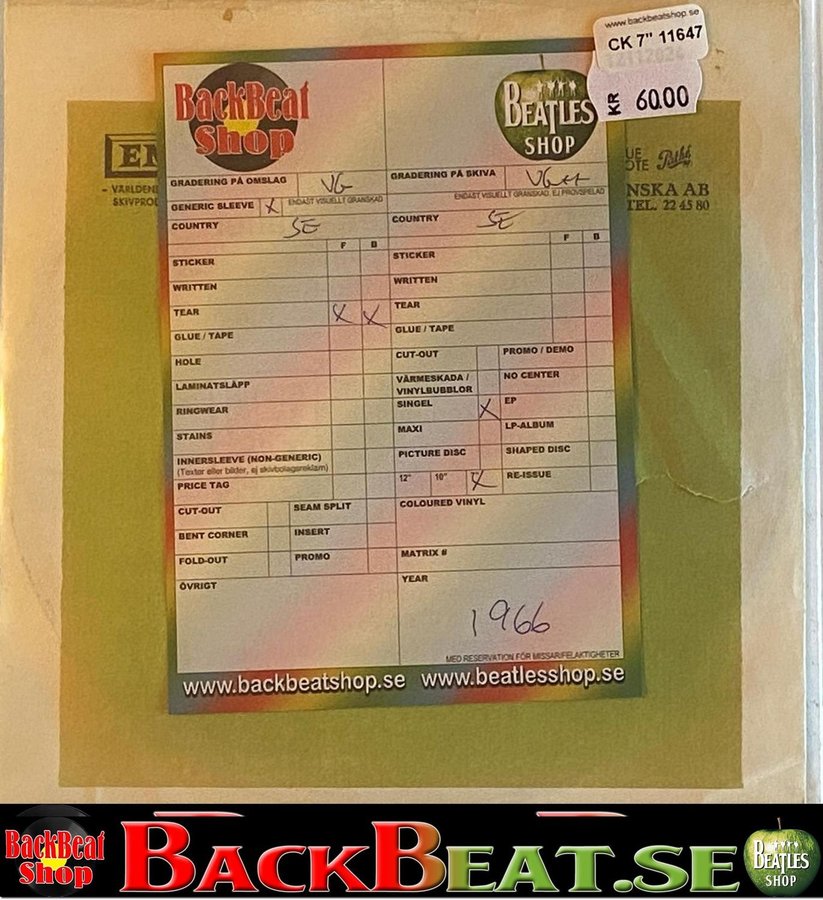 www.backbeatshop.se
CK 7" 11647
KR 60.00
BackBeat
Shop
BEATLES
SHOP
EM
- VÄRLDEN
SKIVPROD
UE
OTE
NSKA AB
TEL. 22 45 80
GRADERING PÅ OMSLAG VG
ENDAST VISUELLT GRANSKAD
GENERIC SLEEVE X
COUNTRY SE
F B
STICKER
WRITTEN
TEAR X X
GLUE / TAPE
HOLE
LAMINATSLÄPP
RINGWEAR
STAINS
INNERSLEEVE (NON-GENERIC)
(Texter eller bilder, ej skivbolagsreklam)
PRICE TAG
CUT-OUT SEAM SPLIT
BENT CORNER INSERT
FOLD-OUT PROMO
ÖVRIGT
GRADERING PÅ SKIVA VG++
ENDAST VISUELLT GRANSKAD, EJ PROVSPELAD
COUNTRY SE
F B
STICKER
WRITTEN
TEAR
GLUE / TAPE
CUT-OUT PROMO / DEMO
VÄRMESKADA / NO CENTER
VINYLBUBBLOR
SINGEL X EP
MAXI LP-ALBUM
PICTURE DISC SHAPED DISC
12" 10" X RE-ISSUE
COLOURED VINYL
MATRIX #
YEAR
1966
MED RESERVATION FÖR MISSAR/FELAKTIGHETER
www.backbeatshop.se www.beatlesshop.se
BackBeat
Shop
BACKBEAT.SE
BEATLES
SHOP